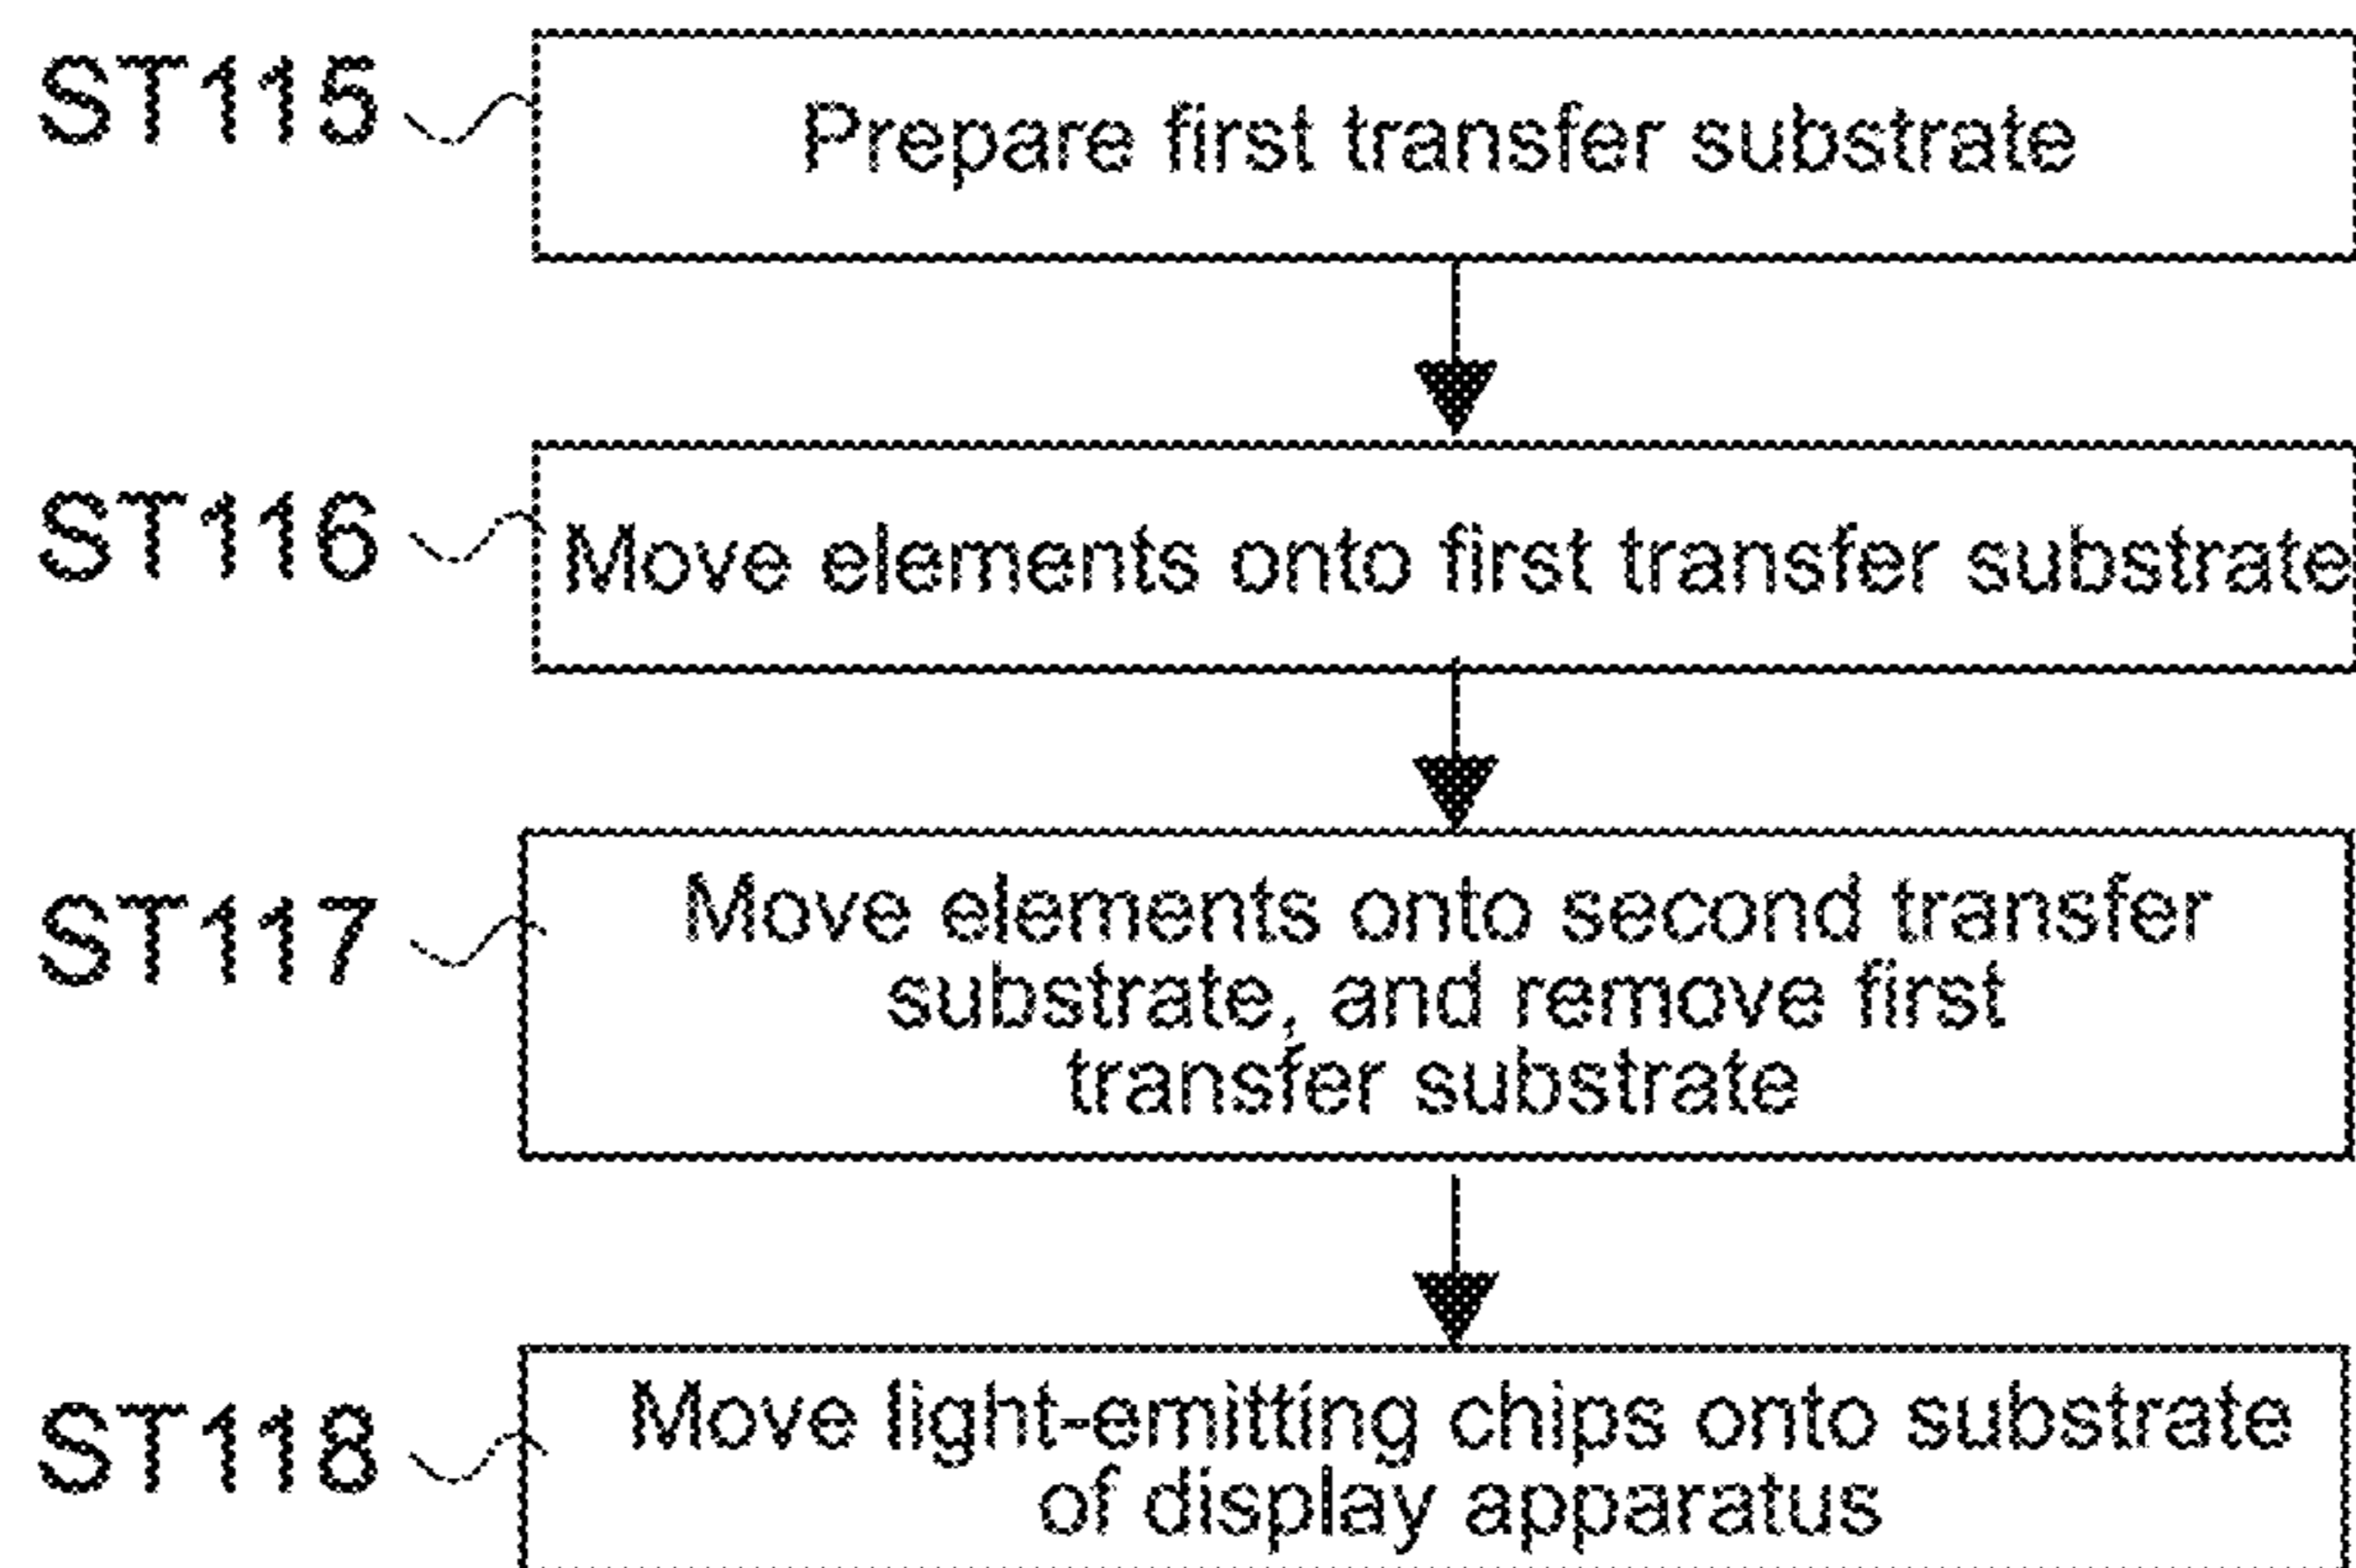 ST115
Prepare first transfer substrate
ST116
Move elements onto first transfer substrate
ST117
Move elements onto second transfer
substrate, and remove first
transfer substrate
ST118
Move light-emitting chips onto substrate
of display apparatus